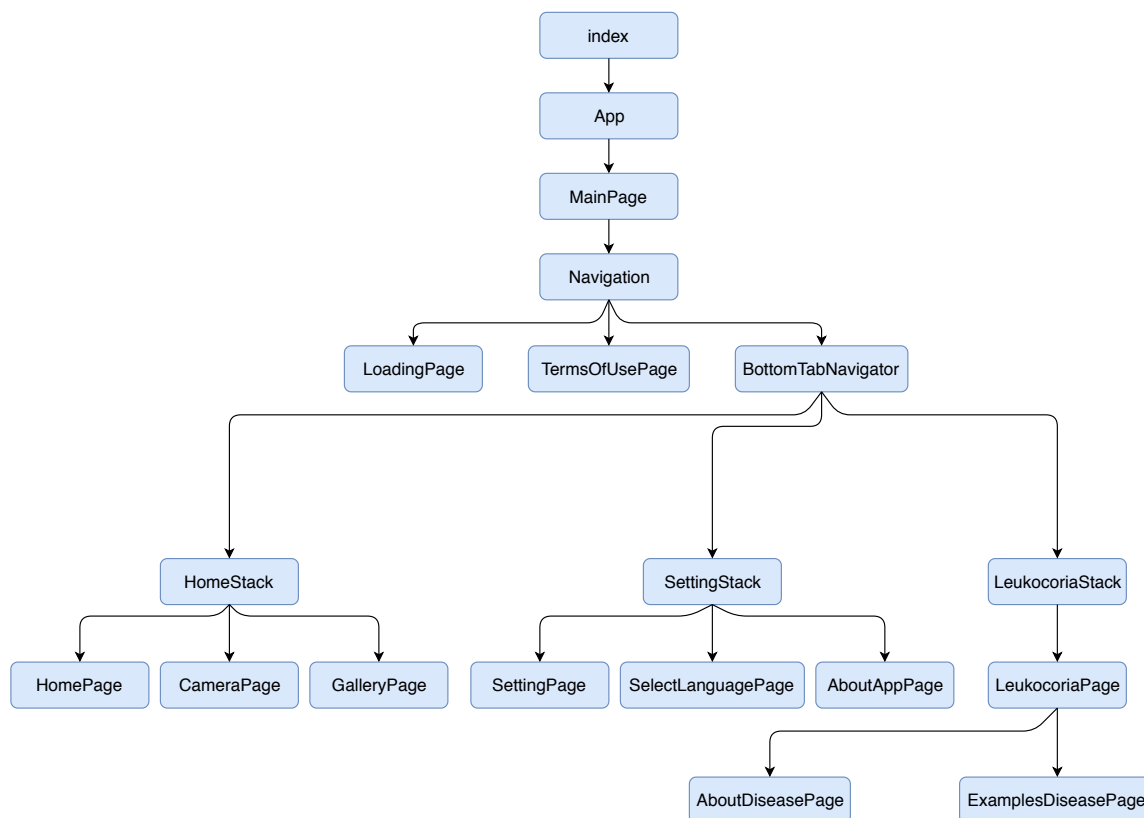 index
App
MainPage
Navigation
LoadingPage
TermsOfUsePage
BottomTabNavigator
HomeStack
SettingStack
LeukocoriaStack
HomePage
CameraPage
GalleryPage
SettingPage
SelectLanguagePage
AboutAppPage
LeukocoriaPage
AboutDiseasePage
ExamplesDiseasePage